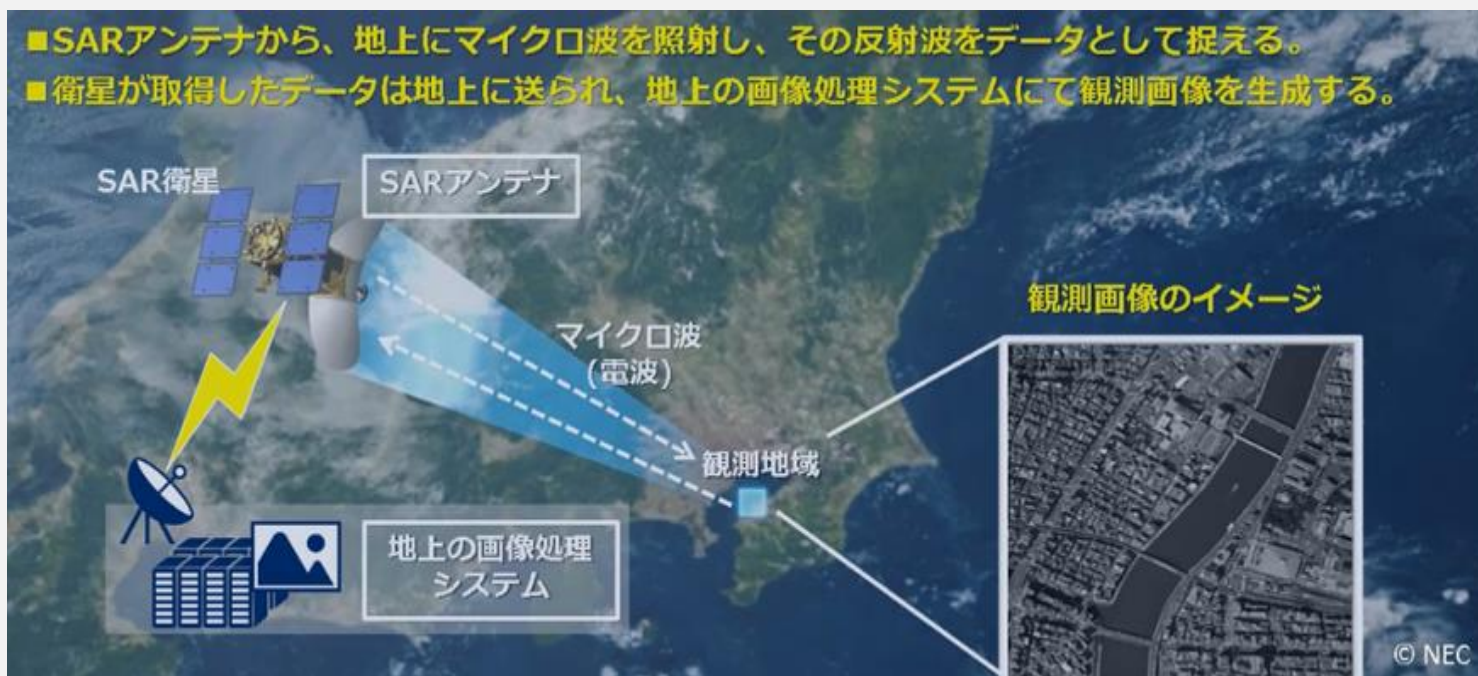 ■SARアンテナから、地上にマイクロ波を照射し、その反射波をデータとして捉える。
■衛星が取得したデータは地上に送られ、地上の画像処理システムにて観測画像を生成する。
SAR衛星
SARアンテナ
観測画像のイメージ
マイクロ波
(電波)
観測地域
地上の画像処理
システム
© NEC